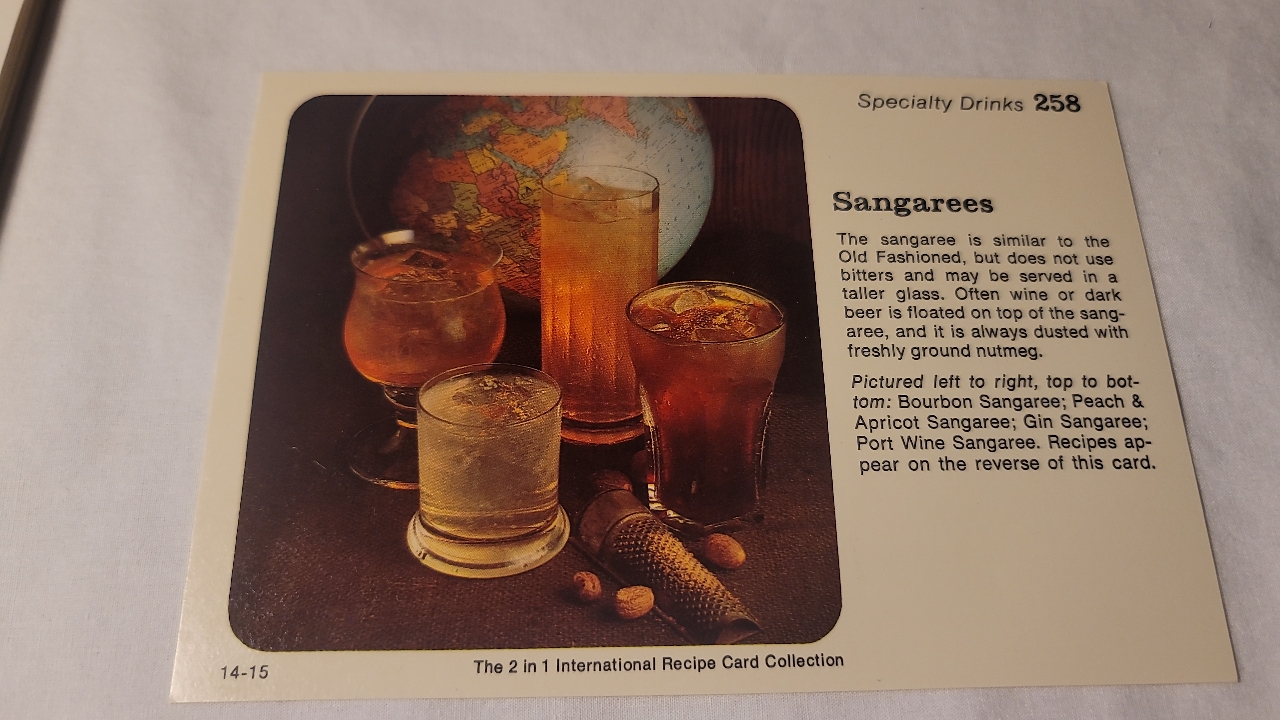 Specialty Drinks 258
Sangarees
The sangaree is similar to the
Old Fashioned, but does not use
bitters and may be served in a
taller glass. Often wine or dark
beer is floated on top of the sang-
aree, and it is always dusted with
freshly ground nutmeg.
Pictured left to right, top to bot-
tom: Bourbon Sangaree; Peach &
Apricot Sangaree; Gin Sangaree;
Port Wine Sangaree. Recipes ap-
pear on the reverse of this card.
14-15
The 2 in 1 International Recipe Card Collection